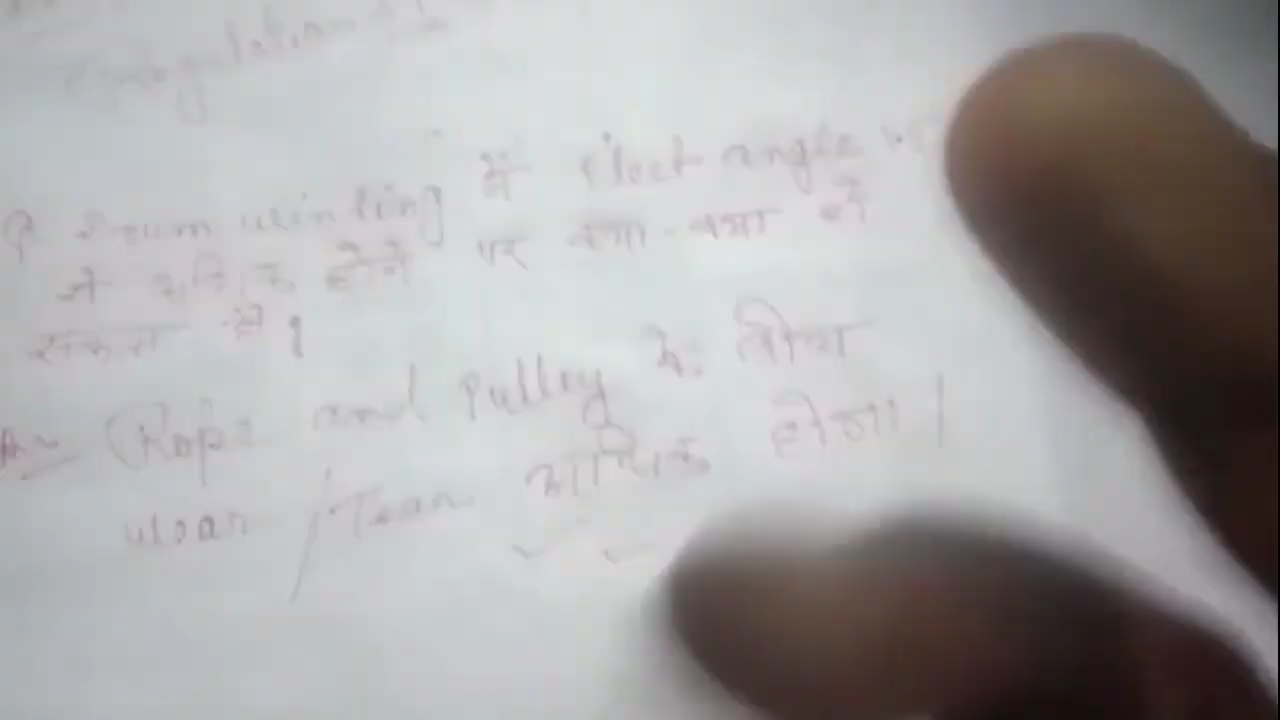 Q Drum winding में fleet angle
से अधिक होने पर क्या-क्या हो
सकता है ?
Ans Rope and Pulley के बीच
wear / Tear अधिक होगा।